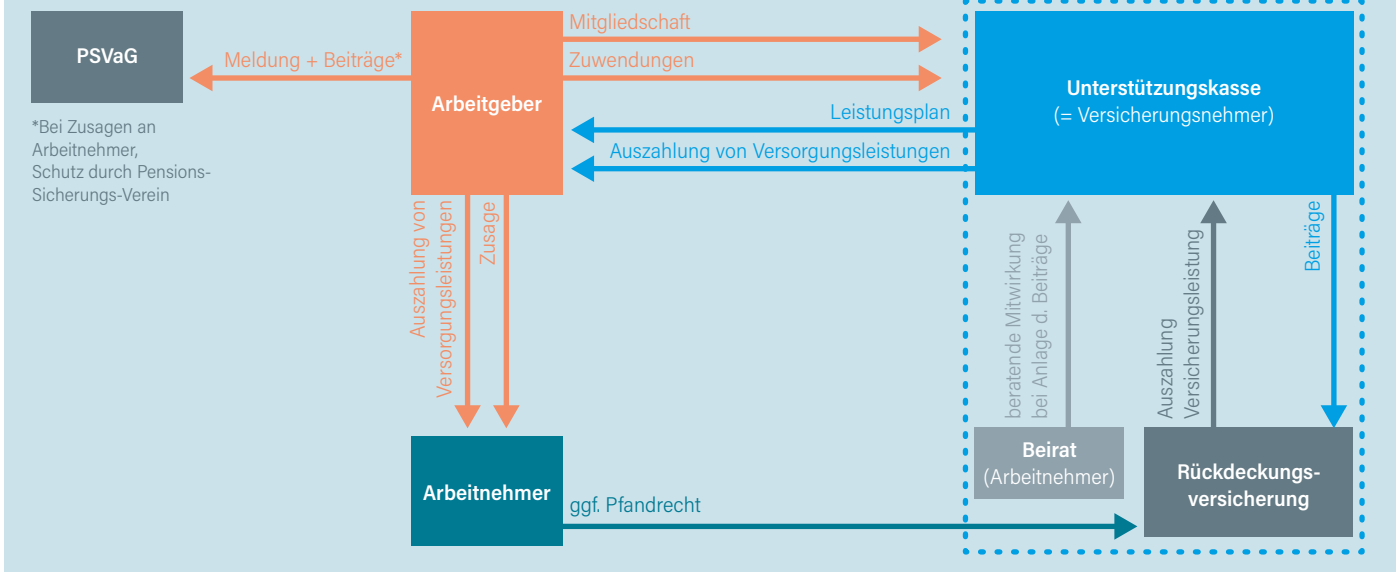 PSVaG
*Bei Zusagen an
Arbeitnehmer,
Schutz durch Pensions-
Sicherungs-Verein
Meldung + Beiträge*
Arbeitgeber
Mitgliedschaft
Zuwendungen
Leistungsplan
Auszahlung von Versorgungsleistungen
Unterstützungskasse
(= Versicherungsnehmer)
Auszahlung von
Versorgungsleistungen
Zusage
beratende Mitwirkung
bei Anlage d. Beiträge
Auszahlung
Versicherungsleistung
Beiträge
Arbeitnehmer
ggf. Pfandrecht
Beirat
(Arbeitnehmer)
Rückdeckungs-
versicherung